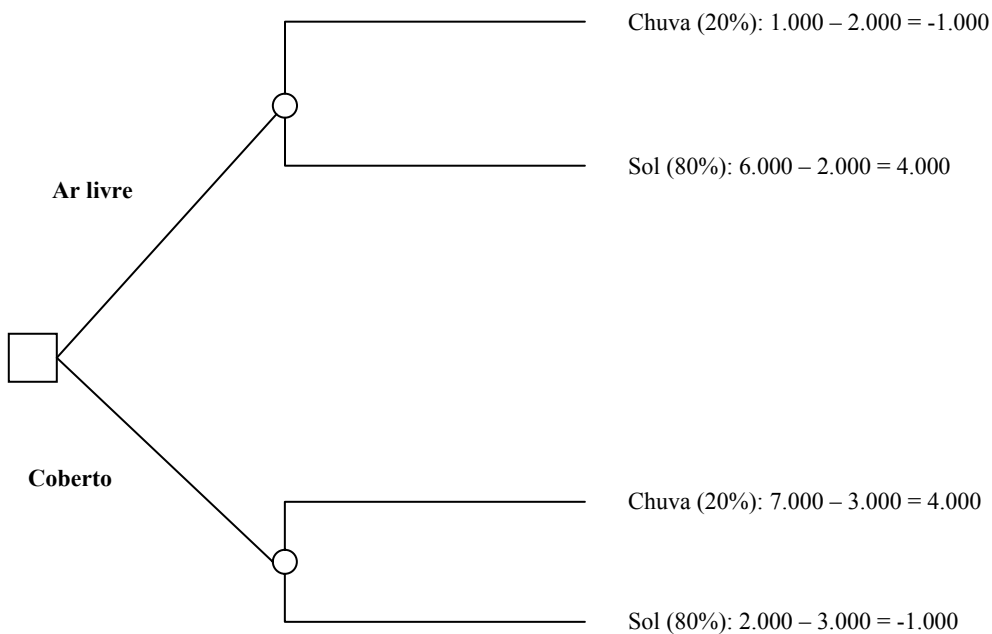 Chuva (20%): 1.000 – 2.000 = -1.000
Sol (80%): 6.000 – 2.000 = 4.000
Ar livre
Coberto
Chuva (20%): 7.000 – 3.000 = 4.000
Sol (80%): 2.000 – 3.000 = -1.000